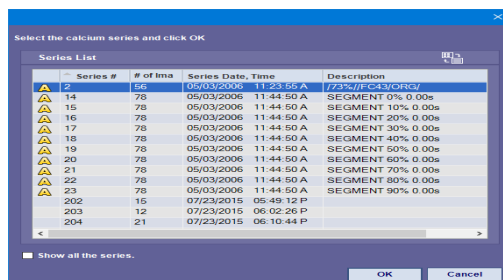 Select the calcium series and click OK
Series List
Series # # of Ima Series Date, Time Description
2 56 05/03/2006 11:23:55 A /73%//FC43/ORG/
14 78 05/03/2006 11:44:50 A SEGMENT 0% 0.00s
15 78 05/03/2006 11:44:50 A SEGMENT 10% 0.00s
16 78 05/03/2006 11:44:50 A SEGMENT 20% 0.00s
17 78 05/03/2006 11:44:50 A SEGMENT 30% 0.00s
18 78 05/03/2006 11:44:50 A SEGMENT 40% 0.00s
19 78 05/03/2006 11:44:50 A SEGMENT 50% 0.00s
20 78 05/03/2006 11:44:50 A SEGMENT 60% 0.00s
21 78 05/03/2006 11:44:50 A SEGMENT 70% 0.00s
22 78 05/03/2006 11:44:50 A SEGMENT 80% 0.00s
23 78 05/03/2006 11:44:50 A SEGMENT 90% 0.00s
202 15 07/23/2015 05:49:12 P
203 12 07/23/2015 06:02:26 P
204 21 07/23/2015 06:10:44 P
Show all the series.
OK Cancel